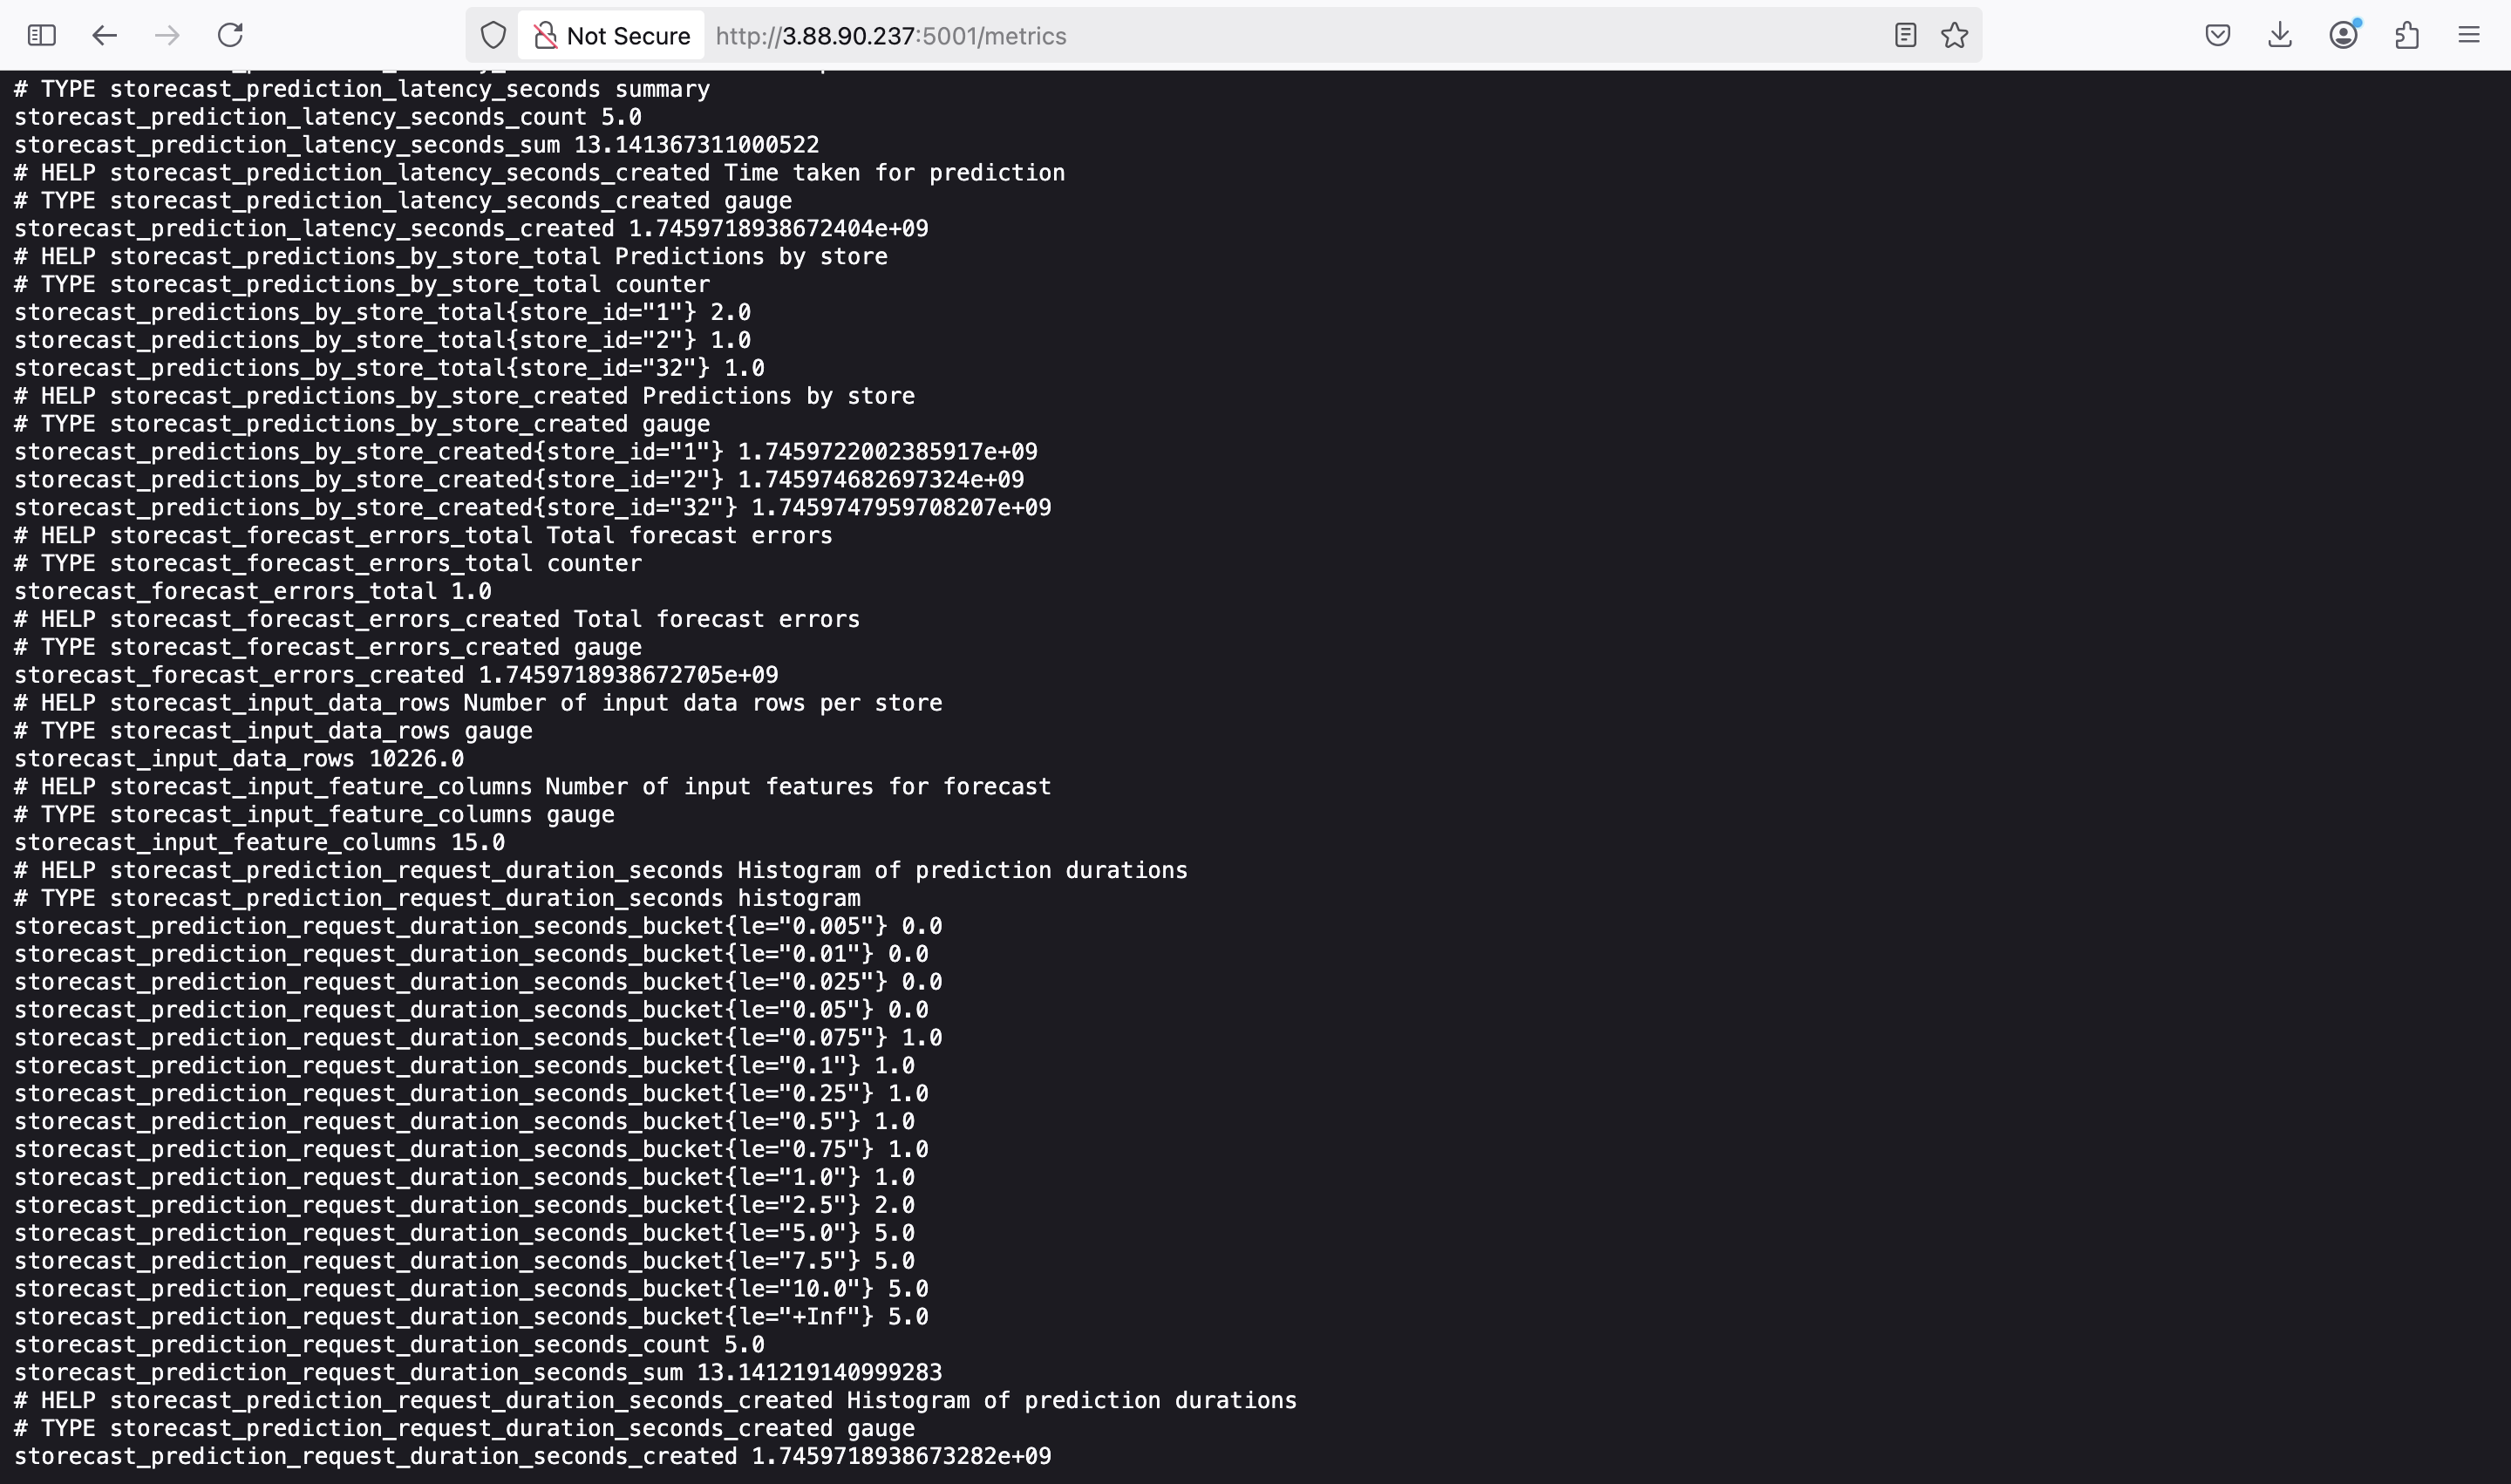 Not Secure http://3.88.90.237:5001/metrics
# TYPE storecast_prediction_latency_seconds summary
storecast_prediction_latency_seconds_count 5.0
storecast_prediction_latency_seconds_sum 13.141367311000522
# HELP storecast_prediction_latency_seconds_created Time taken for prediction
# TYPE storecast_prediction_latency_seconds_created gauge
storecast_prediction_latency_seconds_created 1.7459718938672404e+09
# HELP storecast_predictions_by_store_total Predictions by store
# TYPE storecast_predictions_by_store_total counter
storecast_predictions_by_store_total{store_id="1"} 2.0
storecast_predictions_by_store_total{store_id="2"} 1.0
storecast_predictions_by_store_total{store_id="32"} 1.0
# HELP storecast_predictions_by_store_created Predictions by store
# TYPE storecast_predictions_by_store_created gauge
storecast_predictions_by_store_created{store_id="1"} 1.7459722002385917e+09
storecast_predictions_by_store_created{store_id="2"} 1.745974682697324e+09
storecast_predictions_by_store_created{store_id="32"} 1.7459747959708207e+09
# HELP storecast_forecast_errors_total Total forecast errors
# TYPE storecast_forecast_errors_total counter
storecast_forecast_errors_total 1.0
# HELP storecast_forecast_errors_created Total forecast errors
# TYPE storecast_forecast_errors_created gauge
storecast_forecast_errors_created 1.7459718938672705e+09
# HELP storecast_input_data_rows Number of input data rows per store
# TYPE storecast_input_data_rows gauge
storecast_input_data_rows 10226.0
# HELP storecast_input_feature_columns Number of input features for forecast
# TYPE storecast_input_feature_columns gauge
storecast_input_feature_columns 15.0
# HELP storecast_prediction_request_duration_seconds Histogram of prediction durations
# TYPE storecast_prediction_request_duration_seconds histogram
storecast_prediction_request_duration_seconds_bucket{le="0.005"} 0.0
storecast_prediction_request_duration_seconds_bucket{le="0.01"} 0.0
storecast_prediction_request_duration_seconds_bucket{le="0.025"} 0.0
storecast_prediction_request_duration_seconds_bucket{le="0.05"} 0.0
storecast_prediction_request_duration_seconds_bucket{le="0.075"} 1.0
storecast_prediction_request_duration_seconds_bucket{le="0.1"} 1.0
storecast_prediction_request_duration_seconds_bucket{le="0.25"} 1.0
storecast_prediction_request_duration_seconds_bucket{le="0.5"} 1.0
storecast_prediction_request_duration_seconds_bucket{le="0.75"} 1.0
storecast_prediction_request_duration_seconds_bucket{le="1.0"} 1.0
storecast_prediction_request_duration_seconds_bucket{le="2.5"} 2.0
storecast_prediction_request_duration_seconds_bucket{le="5.0"} 5.0
storecast_prediction_request_duration_seconds_bucket{le="7.5"} 5.0
storecast_prediction_request_duration_seconds_bucket{le="10.0"} 5.0
storecast_prediction_request_duration_seconds_bucket{le="+Inf"} 5.0
storecast_prediction_request_duration_seconds_count 5.0
storecast_prediction_request_duration_seconds_sum 13.141219140999283
# HELP storecast_prediction_request_duration_seconds_created Histogram of prediction durations
# TYPE storecast_prediction_request_duration_seconds_created gauge
storecast_prediction_request_duration_seconds_created 1.7459718938673282e+09